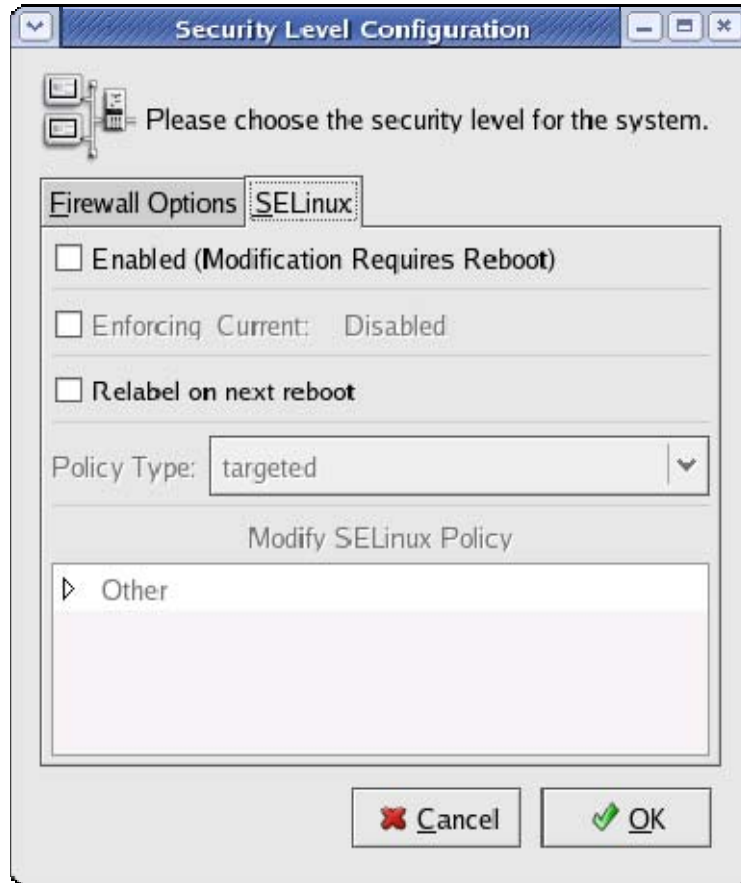 Security Level Configuration
Please choose the security level for the system.
Firewall Options SELinux
Enabled (Modification Requires Reboot)
Enforcing Current: Disabled
Relabel on next reboot
Policy Type: targeted
Modify SELinux Policy
Other
Cancel OK